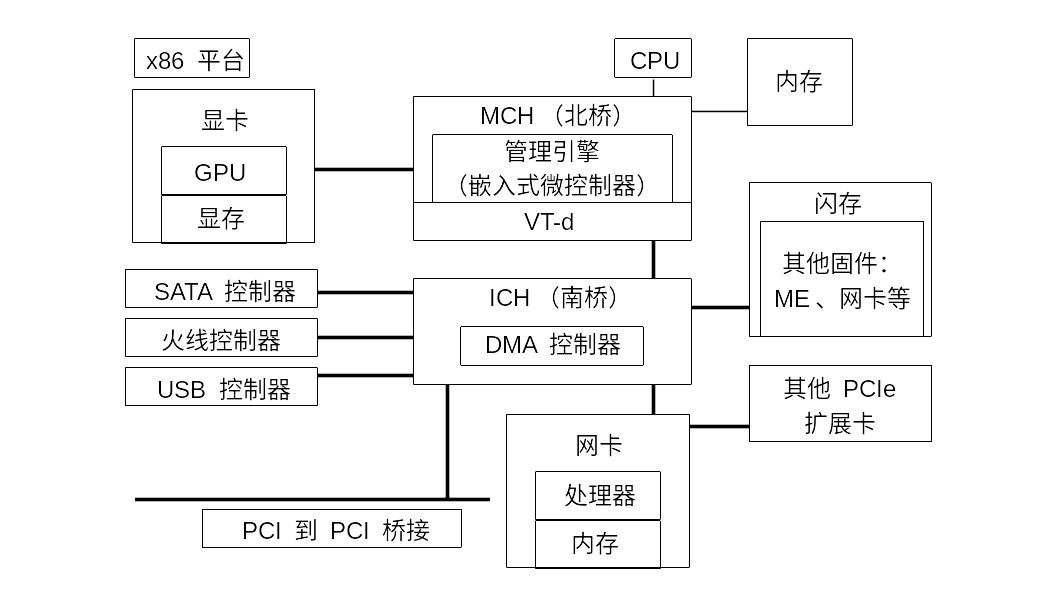 x86 平台
CPU
内存
显卡
GPU
显存
MCH （北桥）
管理引擎
（嵌入式微控制器）
VT-d
闪存
其他固件：
ME 、网卡等
SATA 控制器
火线控制器
USB 控制器
ICH （南桥）
DMA 控制器
其他 PCIe
扩展卡
网卡
处理器
内存
PCI 到 PCI 桥接